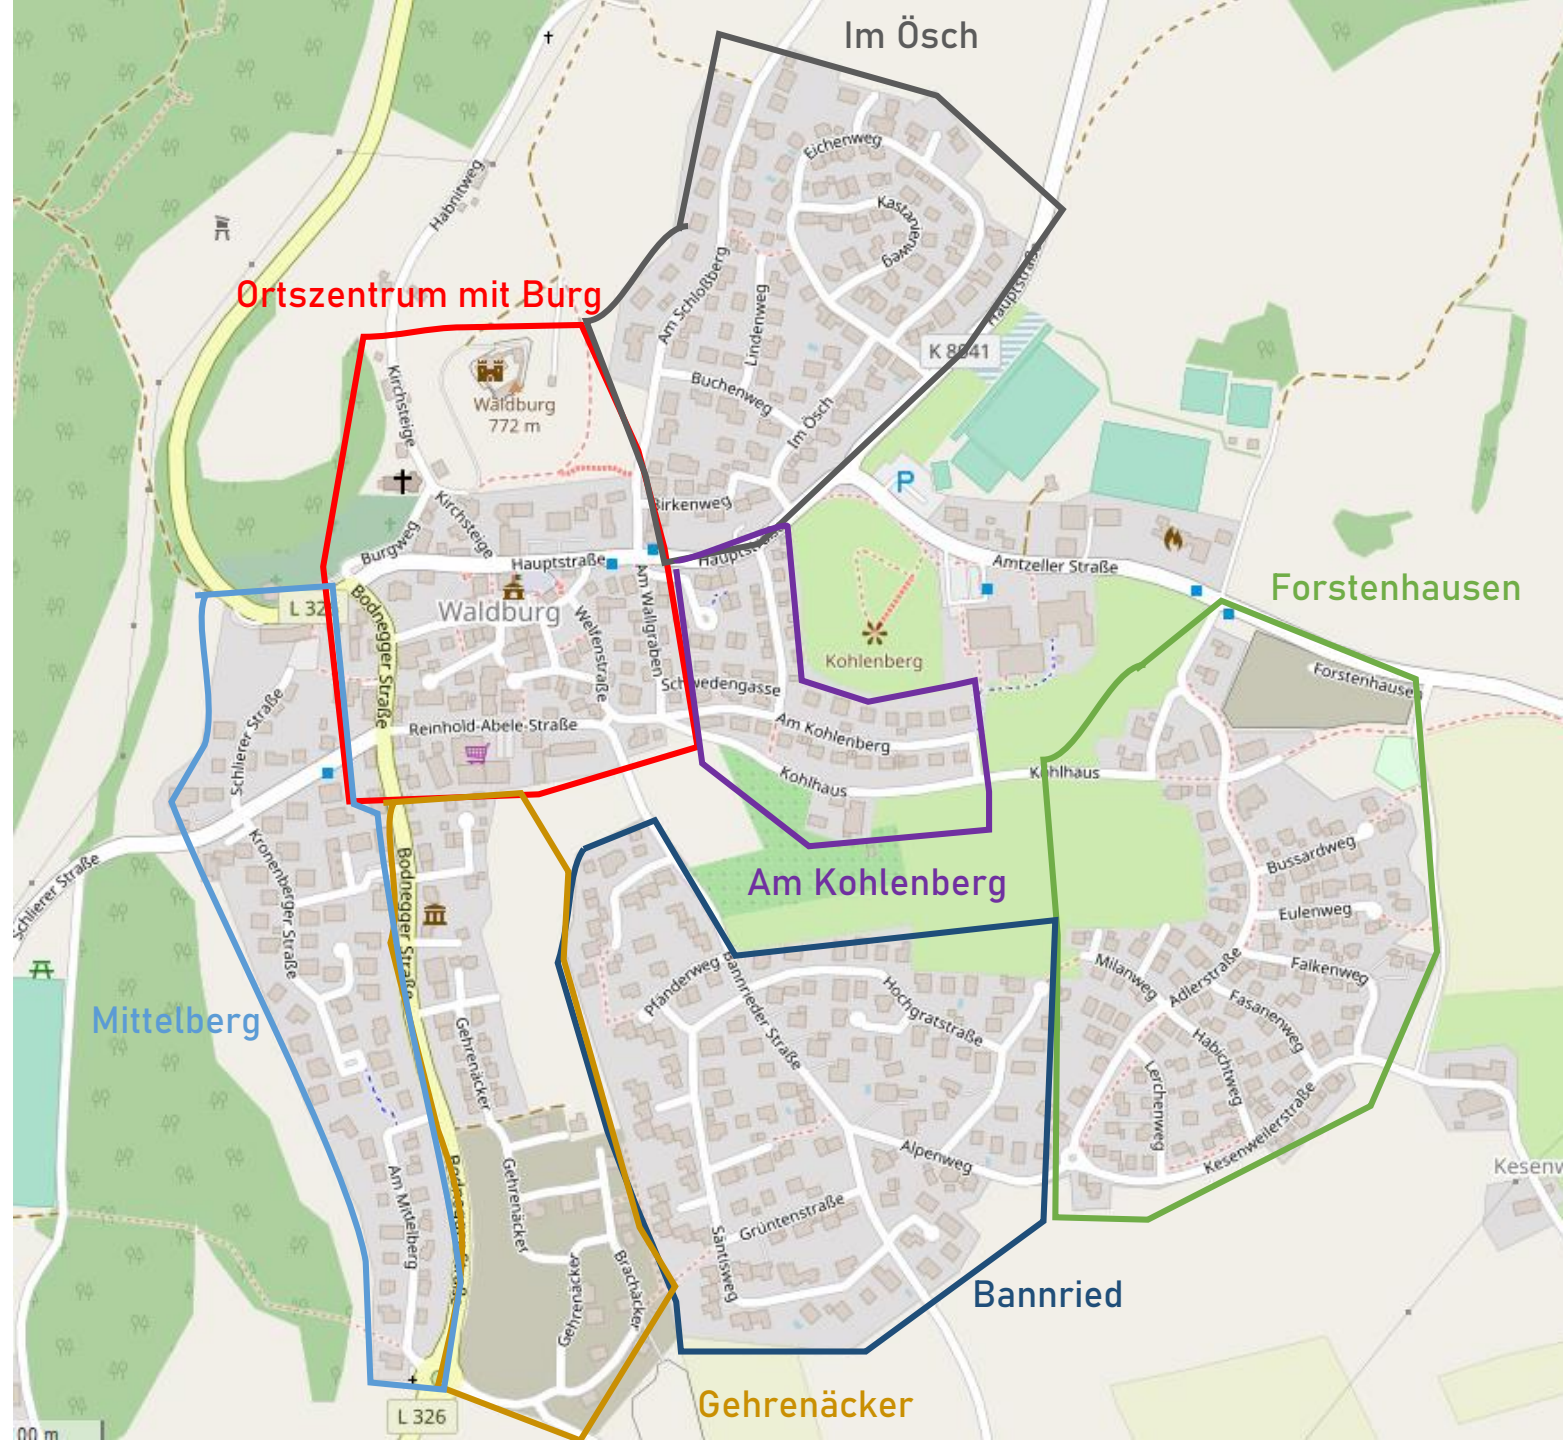 Im Ösch
Eichenweg
Kastanienweg
Habnitweg
Ortszentrum mit Burg
Am Schloßberg
Hauptstraße
Lindenweg
K 8041
Kirchsteige
Waldburg
772 m
Buchenweg
Im Ösch
P
Birkenweg
Kirchsteige
Burgweg
Hauptstraße
Hauptstraße
Amtzeller Straße
Forstenhausen
L 32
Bodnegger Straße
Waldburg
Welfenstraße
Am Wallgraben
Kohlenberg
Schwedengasse
Forstenhausen
Schlierer Straße
Reinhold-Abele-Straße
Am Kohlenberg
Kohlhaus
Kohlhaus
Kronenberger Straße
Schlierer Straße
Bodnegger Straße
Am Kohlenberg
Bussardweg
Eulenweg
Falkenweg
Milanweg
Adlerstraße
Fasanenweg
Pfänderweg
Bannrieder Straße
Hochgratstraße
Mittelberg
Gehrenäcker
Habichtweg
Lerchenweg
Kesenweilerstraße
Alpenweg
Kesenw
Am Mittelberg
Gehrenäcker
Grüntenstraße
Säntisweg
Gehrenäcker
Brachäcker
Bannried
Gehrenäcker
L 326
00 m